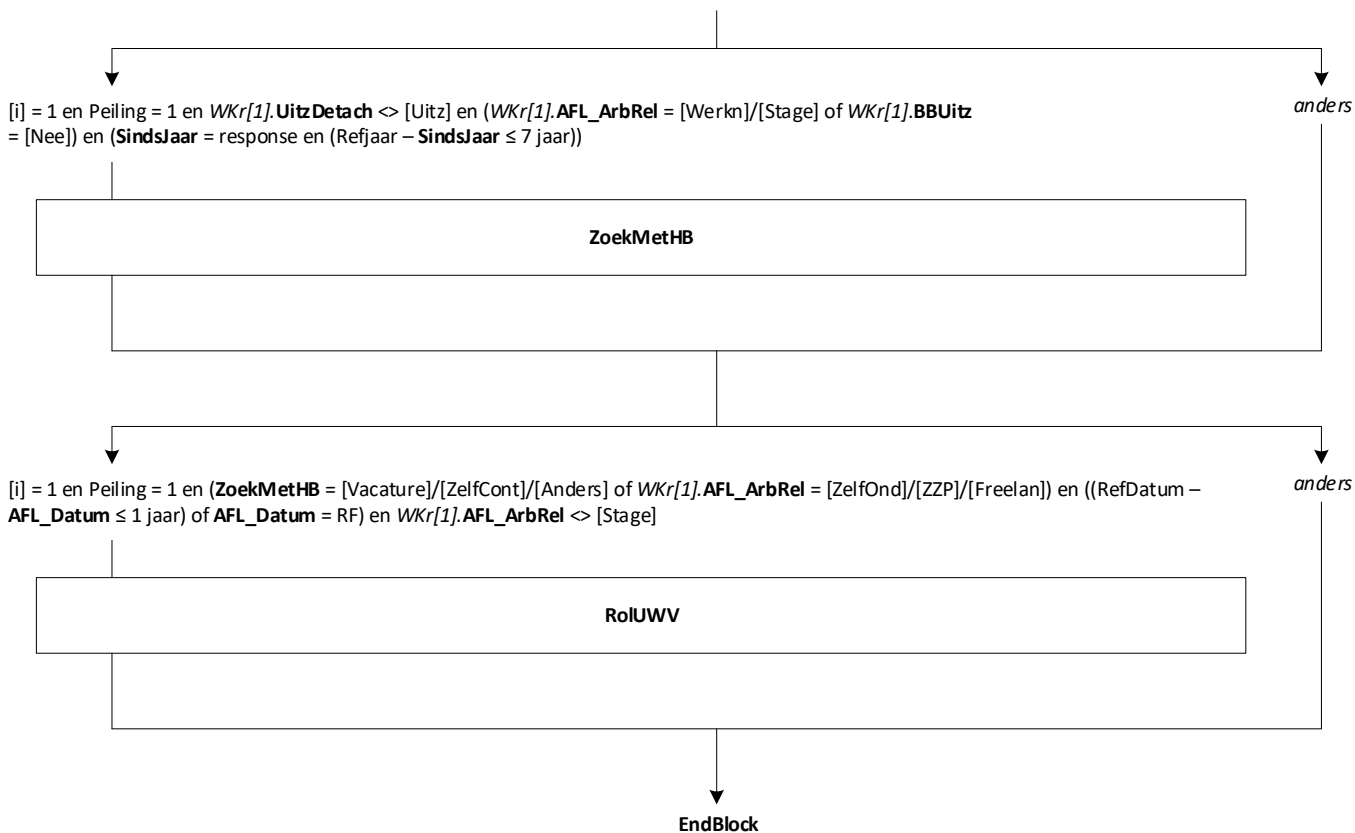 [i] = 1 en Peiling = 1 en WKr[1].UitzDetach <> [Uitz] en (WKr[1].AFL_ArbRel = [Werkn]/[Stage] of WKr[1].BBUitz
= [Nee]) en (SindsJaar = response en (Refjaar – SindsJaar ≤ 7 jaar))
anders
ZoekMetHB
[i] = 1 en Peiling = 1 en (ZoekMetHB = [Vacature]/[ZelfCont]/[Anders] of WKr[1].AFL_ArbRel = [ZelfOnd]/[ZZP]/[Freelan]) en ((RefDatum –
AFL_Datum ≤ 1 jaar) of AFL_Datum = RF) en WKr[1].AFL_ArbRel <> [Stage]
anders
RolUWV
EndBlock